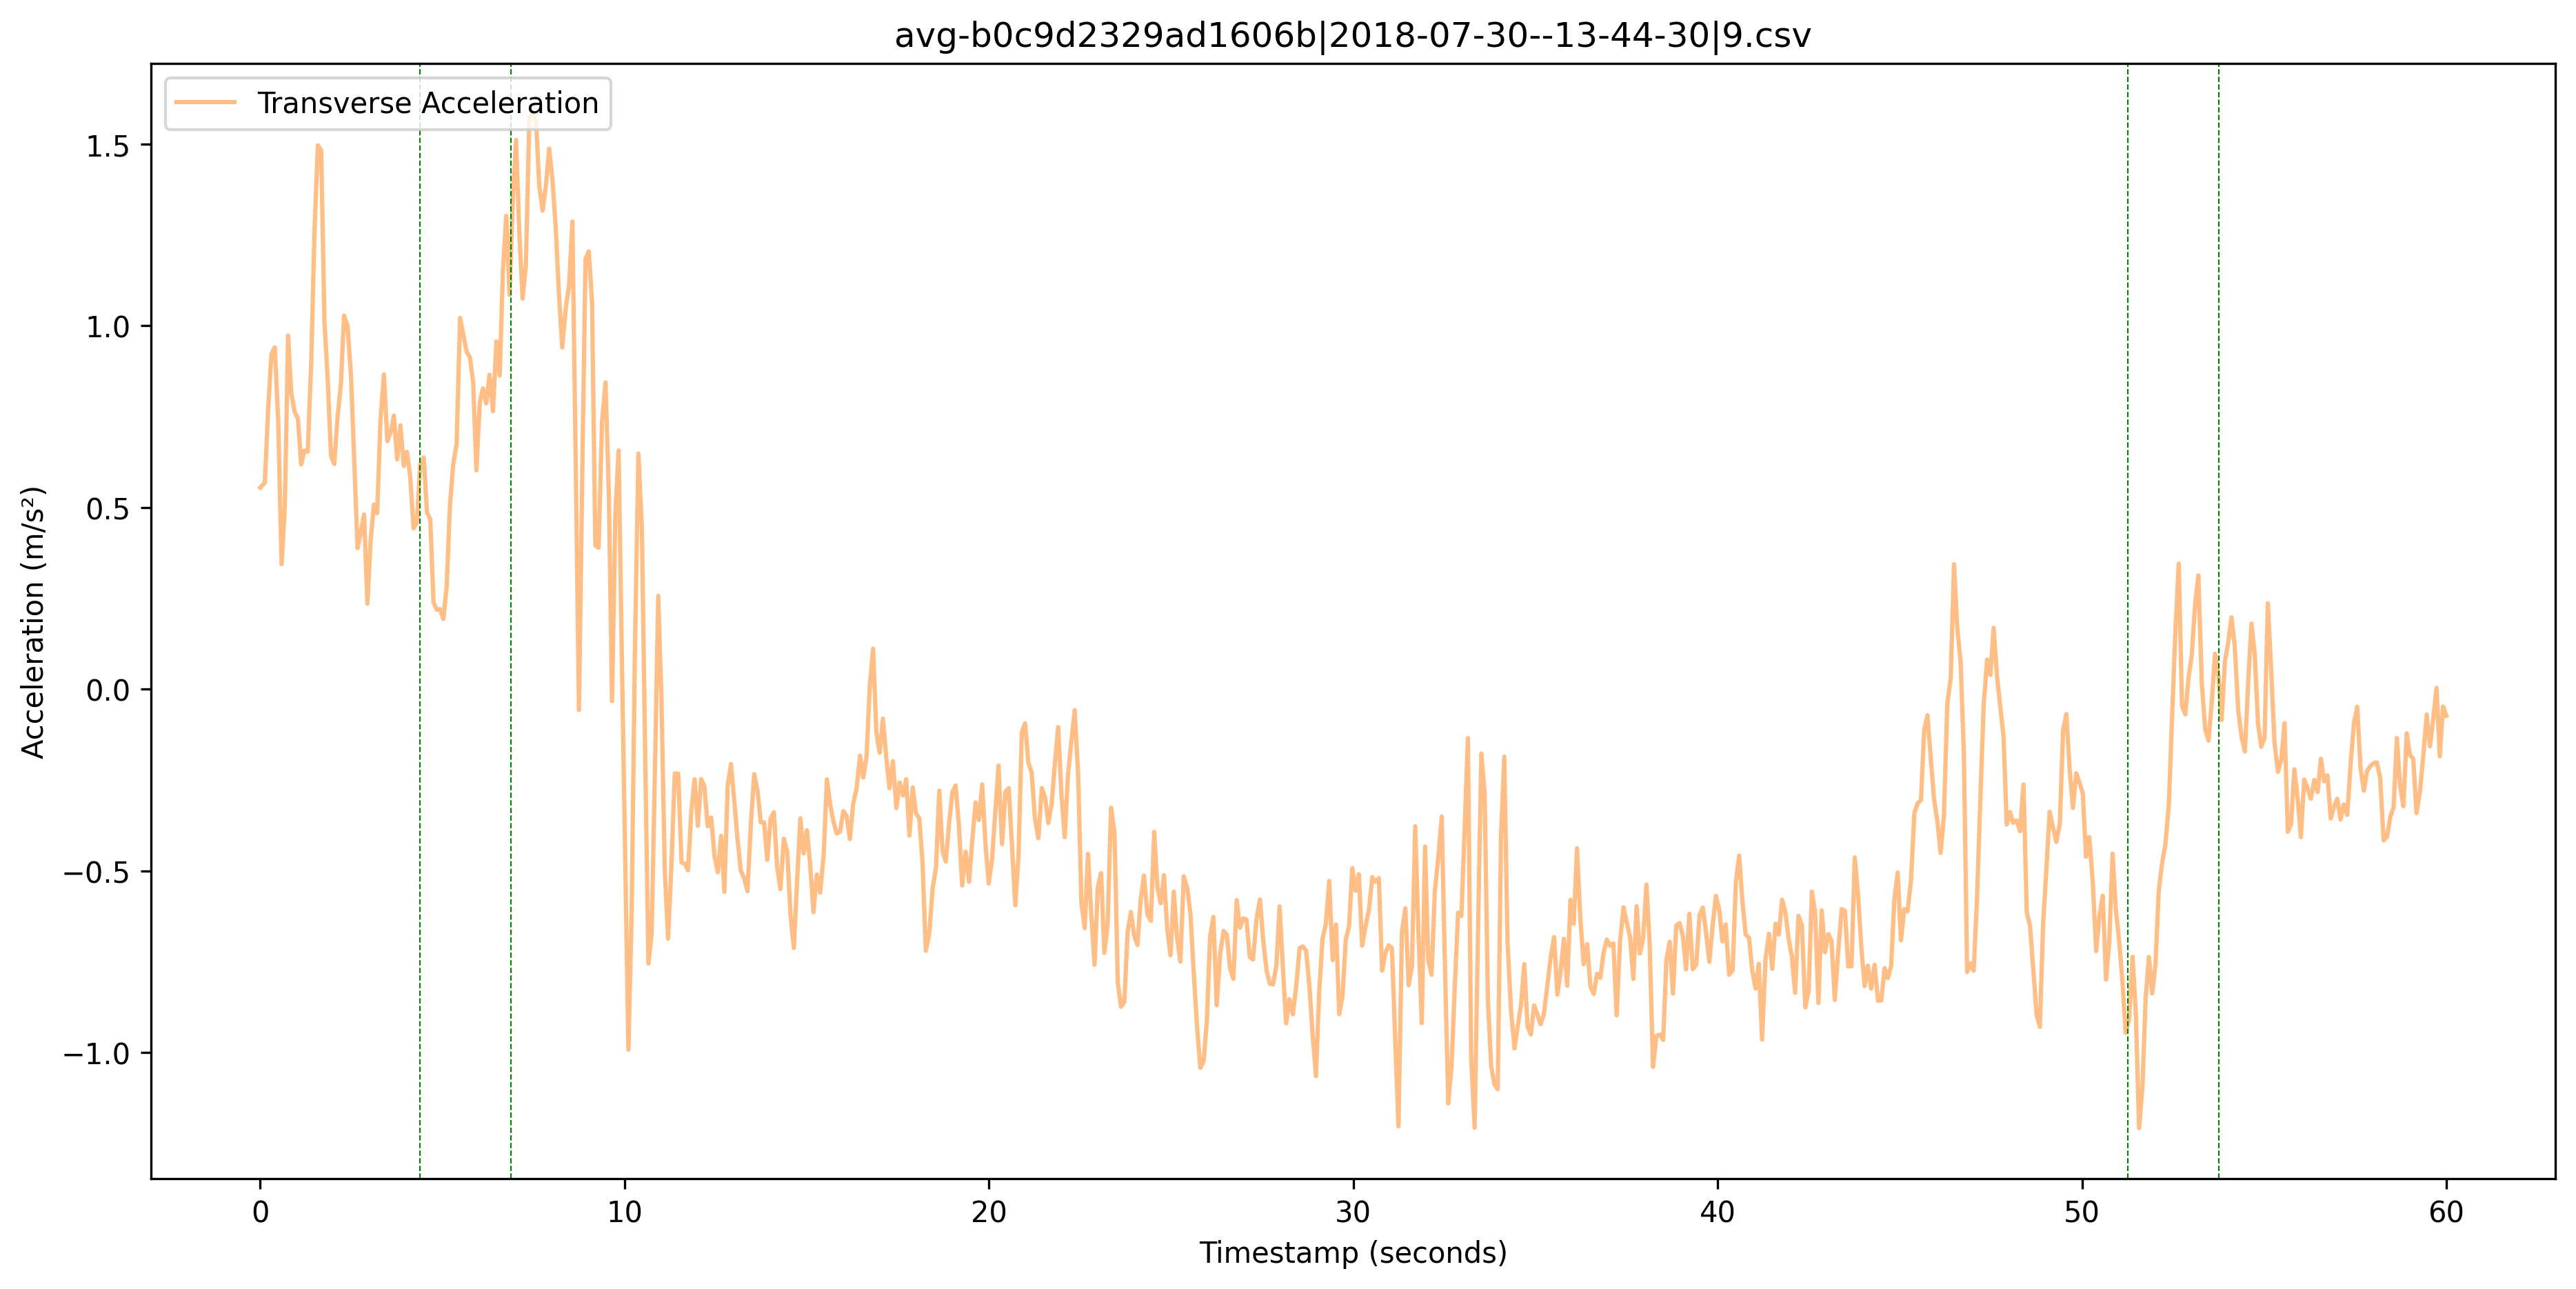 avg-b0c9d2329ad1606b|2018-07-30--13-44-30|9.csv
Transverse Acceleration
1.5
1.0
0.5
0.0
−0.5
−1.0
Acceleration (m/s²)
0 10 20 30 40 50 60
Timestamp (seconds)